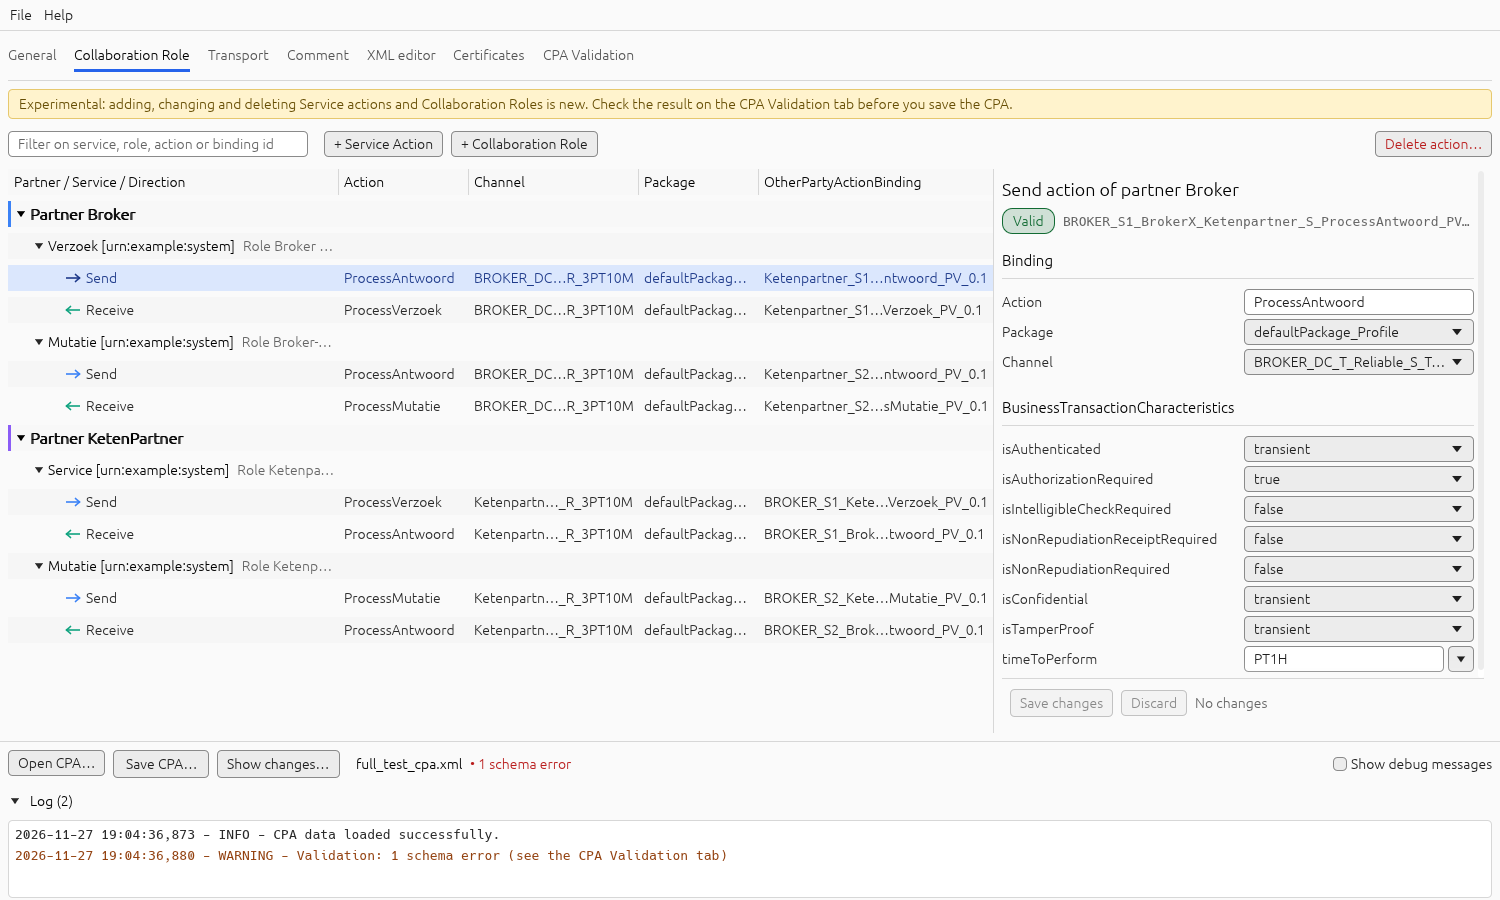 File Help
General Collaboration Role Transport Comment XML editor Certificates CPA Validation
Experimental: adding, changing and deleting Service actions and Collaboration Roles is new. Check the result on the CPA Validation tab before you save the CPA.
Filter on service, role, action or binding id + Service Action + Collaboration Role Delete action…
Partner / Service / Direction Action Channel Package OtherPartyActionBinding
Partner Broker
Verzoek [urn:example:system] Role Broker …
→ Send ProcessAntwoord BROKER_DC…R_3PT10M defaultPackag… Ketenpartner_S1…ntwoord_PV_0.1
← Receive ProcessVerzoek BROKER_DC…R_3PT10M defaultPackag… Ketenpartner_S1…Verzoek_PV_0.1
Mutatie [urn:example:system] Role Broker-…
→ Send ProcessAntwoord BROKER_DC…R_3PT10M defaultPackag… Ketenpartner_S2…ntwoord_PV_0.1
← Receive ProcessMutatie BROKER_DC…R_3PT10M defaultPackag… Ketenpartner_S2…sMutatie_PV_0.1
Partner KetenPartner
Service [urn:example:system] Role Ketenpa…
→ Send ProcessVerzoek Ketenpartn…_R_3PT10M defaultPackag… BROKER_S1_Kete…Verzoek_PV_0.1
← Receive ProcessAntwoord Ketenpartn…_R_3PT10M defaultPackag… BROKER_S1_Brok…twoord_PV_0.1
Mutatie [urn:example:system] Role Ketenp…
→ Send ProcessMutatie Ketenpartn…_R_3PT10M defaultPackag… BROKER_S2_Kete…Mutatie_PV_0.1
← Receive ProcessAntwoord Ketenpartn…_R_3PT10M defaultPackag… BROKER_S2_Brok…twoord_PV_0.1
Send action of partner Broker
Valid BROKER_S1_BrokerX_Ketenpartner_S_ProcessAntwoord_PV…
Binding
Action ProcessAntwoord
Package defaultPackage_Profile
Channel BROKER_DC_T_Reliable_S_T…
BusinessTransactionCharacteristics
isAuthenticated transient
isAuthorizationRequired true
isIntelligibleCheckRequired false
isNonRepudiationReceiptRequired false
isNonRepudiationRequired false
isConfidential transient
isTamperProof transient
timeToPerform PT1H
Save changes Discard No changes
Open CPA… Save CPA… Show changes… full_test_cpa.xml • 1 schema error Show debug messages
Log (2)
2026-11-27 19:04:36,873 - INFO - CPA data loaded successfully.
2026-11-27 19:04:36,880 - WARNING - Validation: 1 schema error (see the CPA Validation tab)